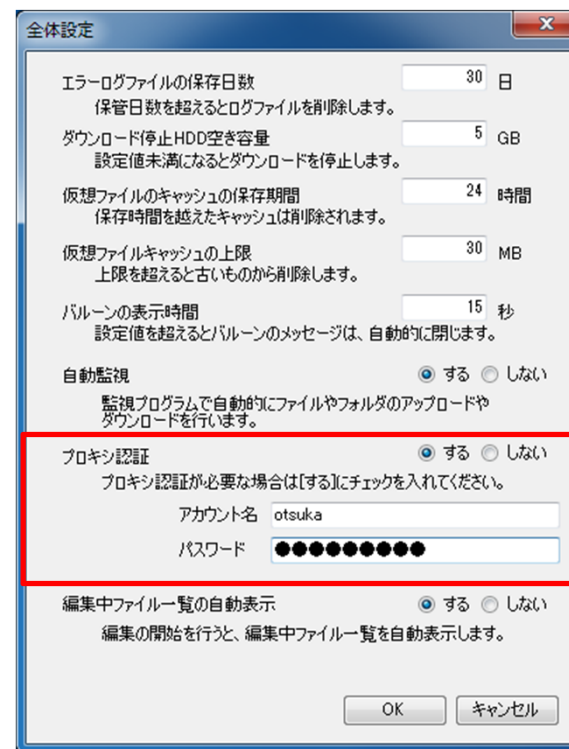 全体設定
エラーログファイルの保存日数 30 日
保管日数を超えるとログファイルを削除します。
ダウンロード停止HDD空き容量 5 GB
設定値未満になるとダウンロードを停止します。
仮想ファイルのキャッシュの保存期間 24 時間
保存時間を越えたキャッシュは削除されます。
仮想ファイルキャッシュの上限 30 MB
上限を超えると古いものから削除します。
バルーンの表示時間 15 秒
設定値を超えるとバルーンのメッセージは、自動的に閉じます。
自動監視 する しない
監視プログラムで自動的にファイルやフォルダのアップロードや
ダウンロードを行います。
プロキシ認証 する しない
プロキシ認証が必要な場合は[する]にチェックを入れてください。
アカウント名 otsuka
パスワード ●●●●●●●●●
編集中ファイル一覧の自動表示 する しない
編集の開始を行うと、編集中ファイル一覧を自動表示します。
OK キャンセル